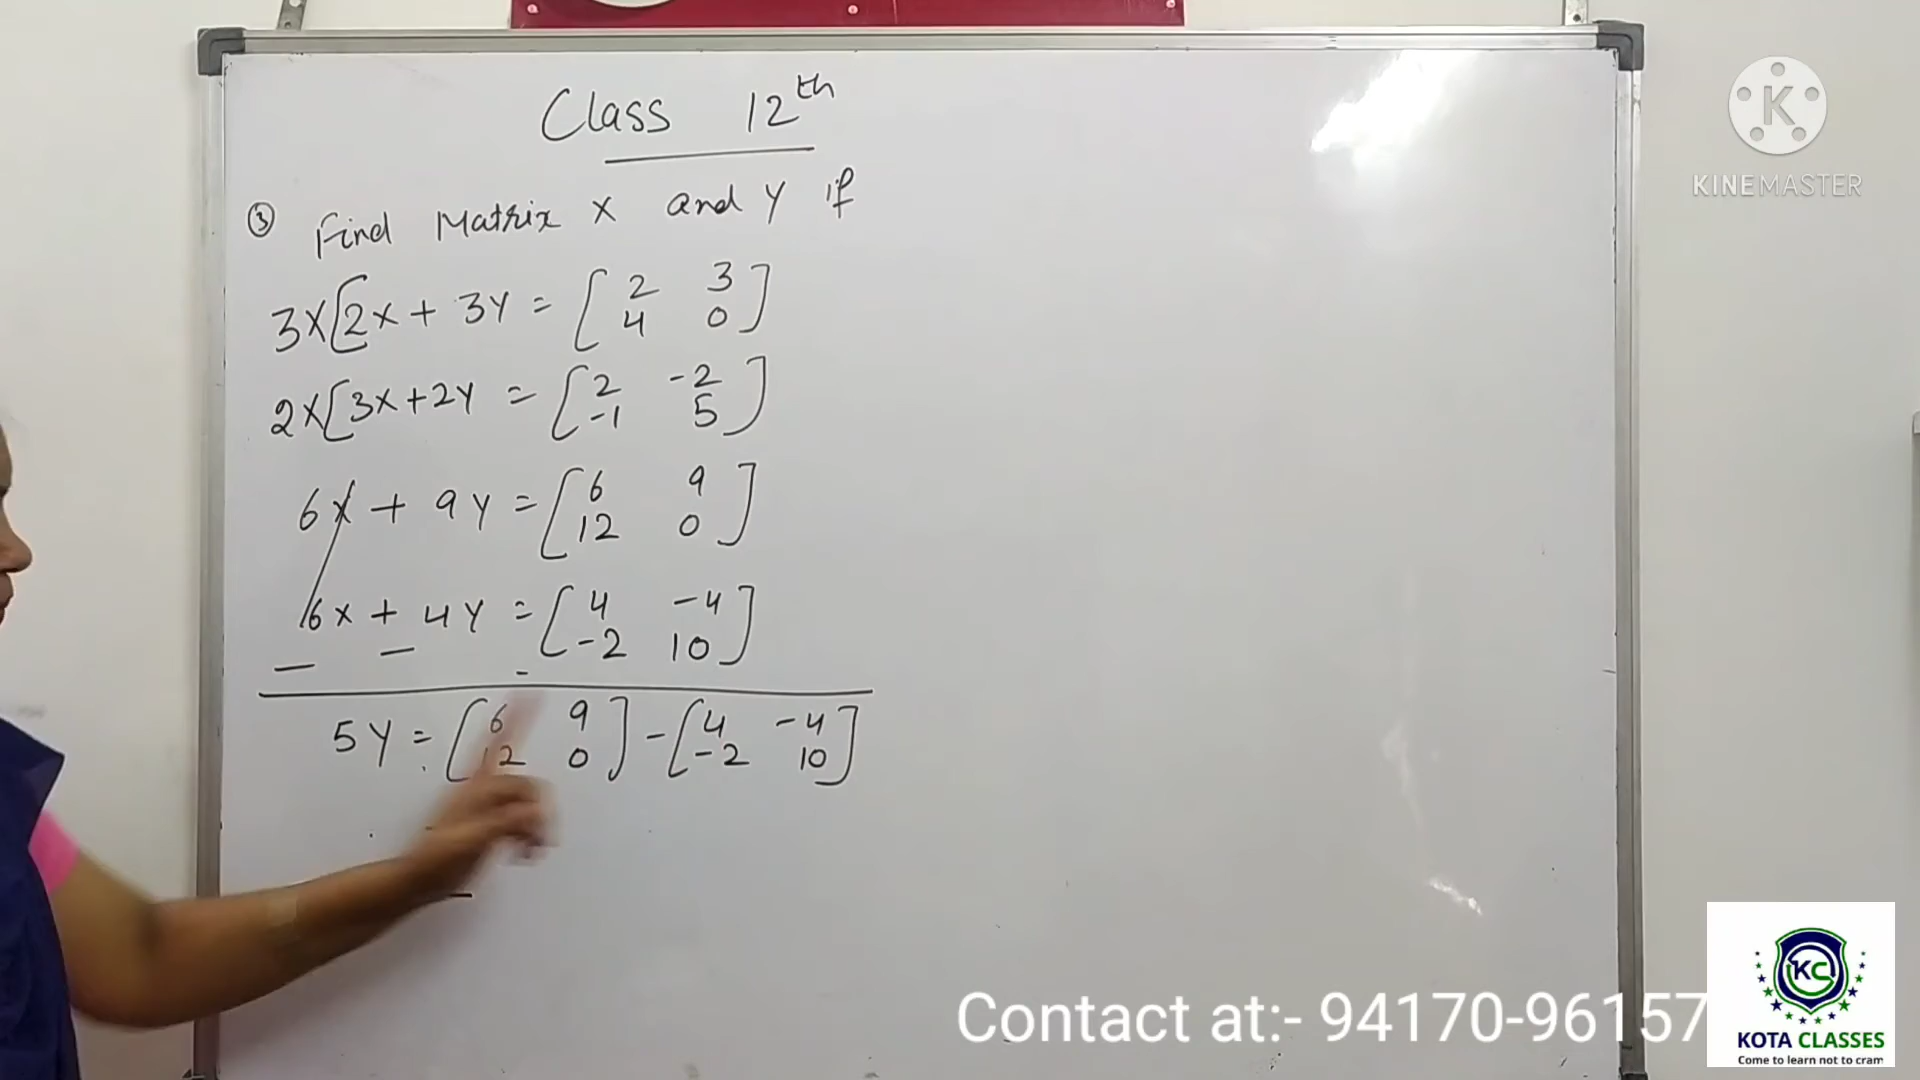 Class 12th
③ Find Matrix X and Y if
3X[2X + 3Y = [2 3
4 0]
2X[3X+2Y = [2 -2
-1 5]
6X + 9Y = [6 9
12 0]
6X + 4Y = [4 -4
-2 10]
- - -
5Y = [6 9
12 0] - [4 -4
-2 10]
K
KINEMASTER
Contact at:- 94170-96157
KC
KOTA CLASSES
Come to learn not to cram